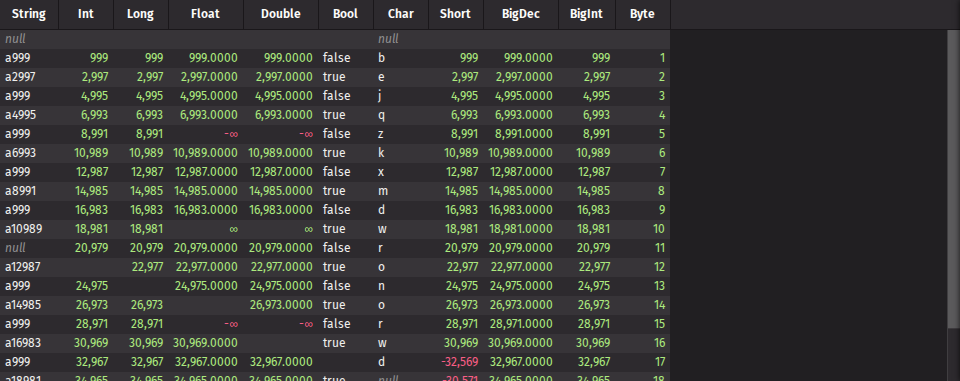 String Int Long Float Double Bool Char Short BigDec BigInt Byte
null null
a999 999 999 999.0000 999.0000 false b 999 999.0000 999 1
a2997 2,997 2,997 2,997.0000 2,997.0000 true e 2,997 2,997.0000 2,997 2
a999 4,995 4,995 4,995.0000 4,995.0000 false j 4,995 4,995.0000 4,995 3
a4995 6,993 6,993 6,993.0000 6,993.0000 true q 6,993 6,993.0000 6,993 4
a999 8,991 8,991 -∞ -∞ false z 8,991 8,991.0000 8,991 5
a6993 10,989 10,989 10,989.0000 10,989.0000 true k 10,989 10,989.0000 10,989 6
a999 12,987 12,987 12,987.0000 12,987.0000 false x 12,987 12,987.0000 12,987 7
a8991 14,985 14,985 14,985.0000 14,985.0000 true m 14,985 14,985.0000 14,985 8
a999 16,983 16,983 16,983.0000 16,983.0000 false d 16,983 16,983.0000 16,983 9
a10989 18,981 18,981 ∞ ∞ true w 18,981 18,981.0000 18,981 10
null 20,979 20,979 20,979.0000 20,979.0000 false r 20,979 20,979.0000 20,979 11
a12987 22,977 22,977.0000 22,977.0000 true o 22,977 22,977.0000 22,977 12
a999 24,975 24,975.0000 24,975.0000 false n 24,975 24,975.0000 24,975 13
a14985 26,973 26,973 26,973.0000 true o 26,973 26,973.0000 26,973 14
a999 28,971 28,971 -∞ -∞ false r 28,971 28,971.0000 28,971 15
a16983 30,969 30,969 30,969.0000 true w 30,969 30,969.0000 30,969 16
a999 32,967 32,967 32,967.0000 32,967.0000 d -32,569 32,967.0000 32,967 17
a18981 34,965 34,965 34,965.0000 34,965.0000 true null -30,571 34,965.0000 34,965 18